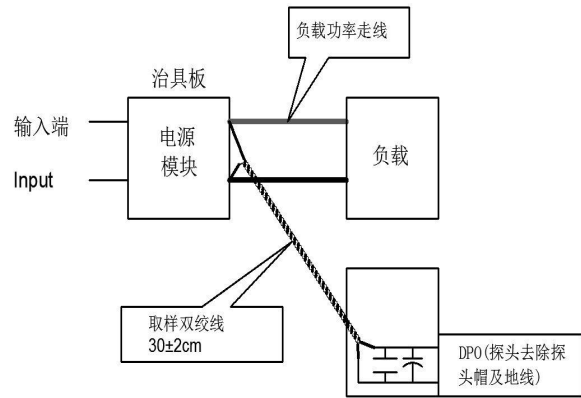 负载功率走线
治具板
输入端
Input
电源
模块
负载
取样双绞线
30±2cm
DPO(探头去除探
头帽及地线)